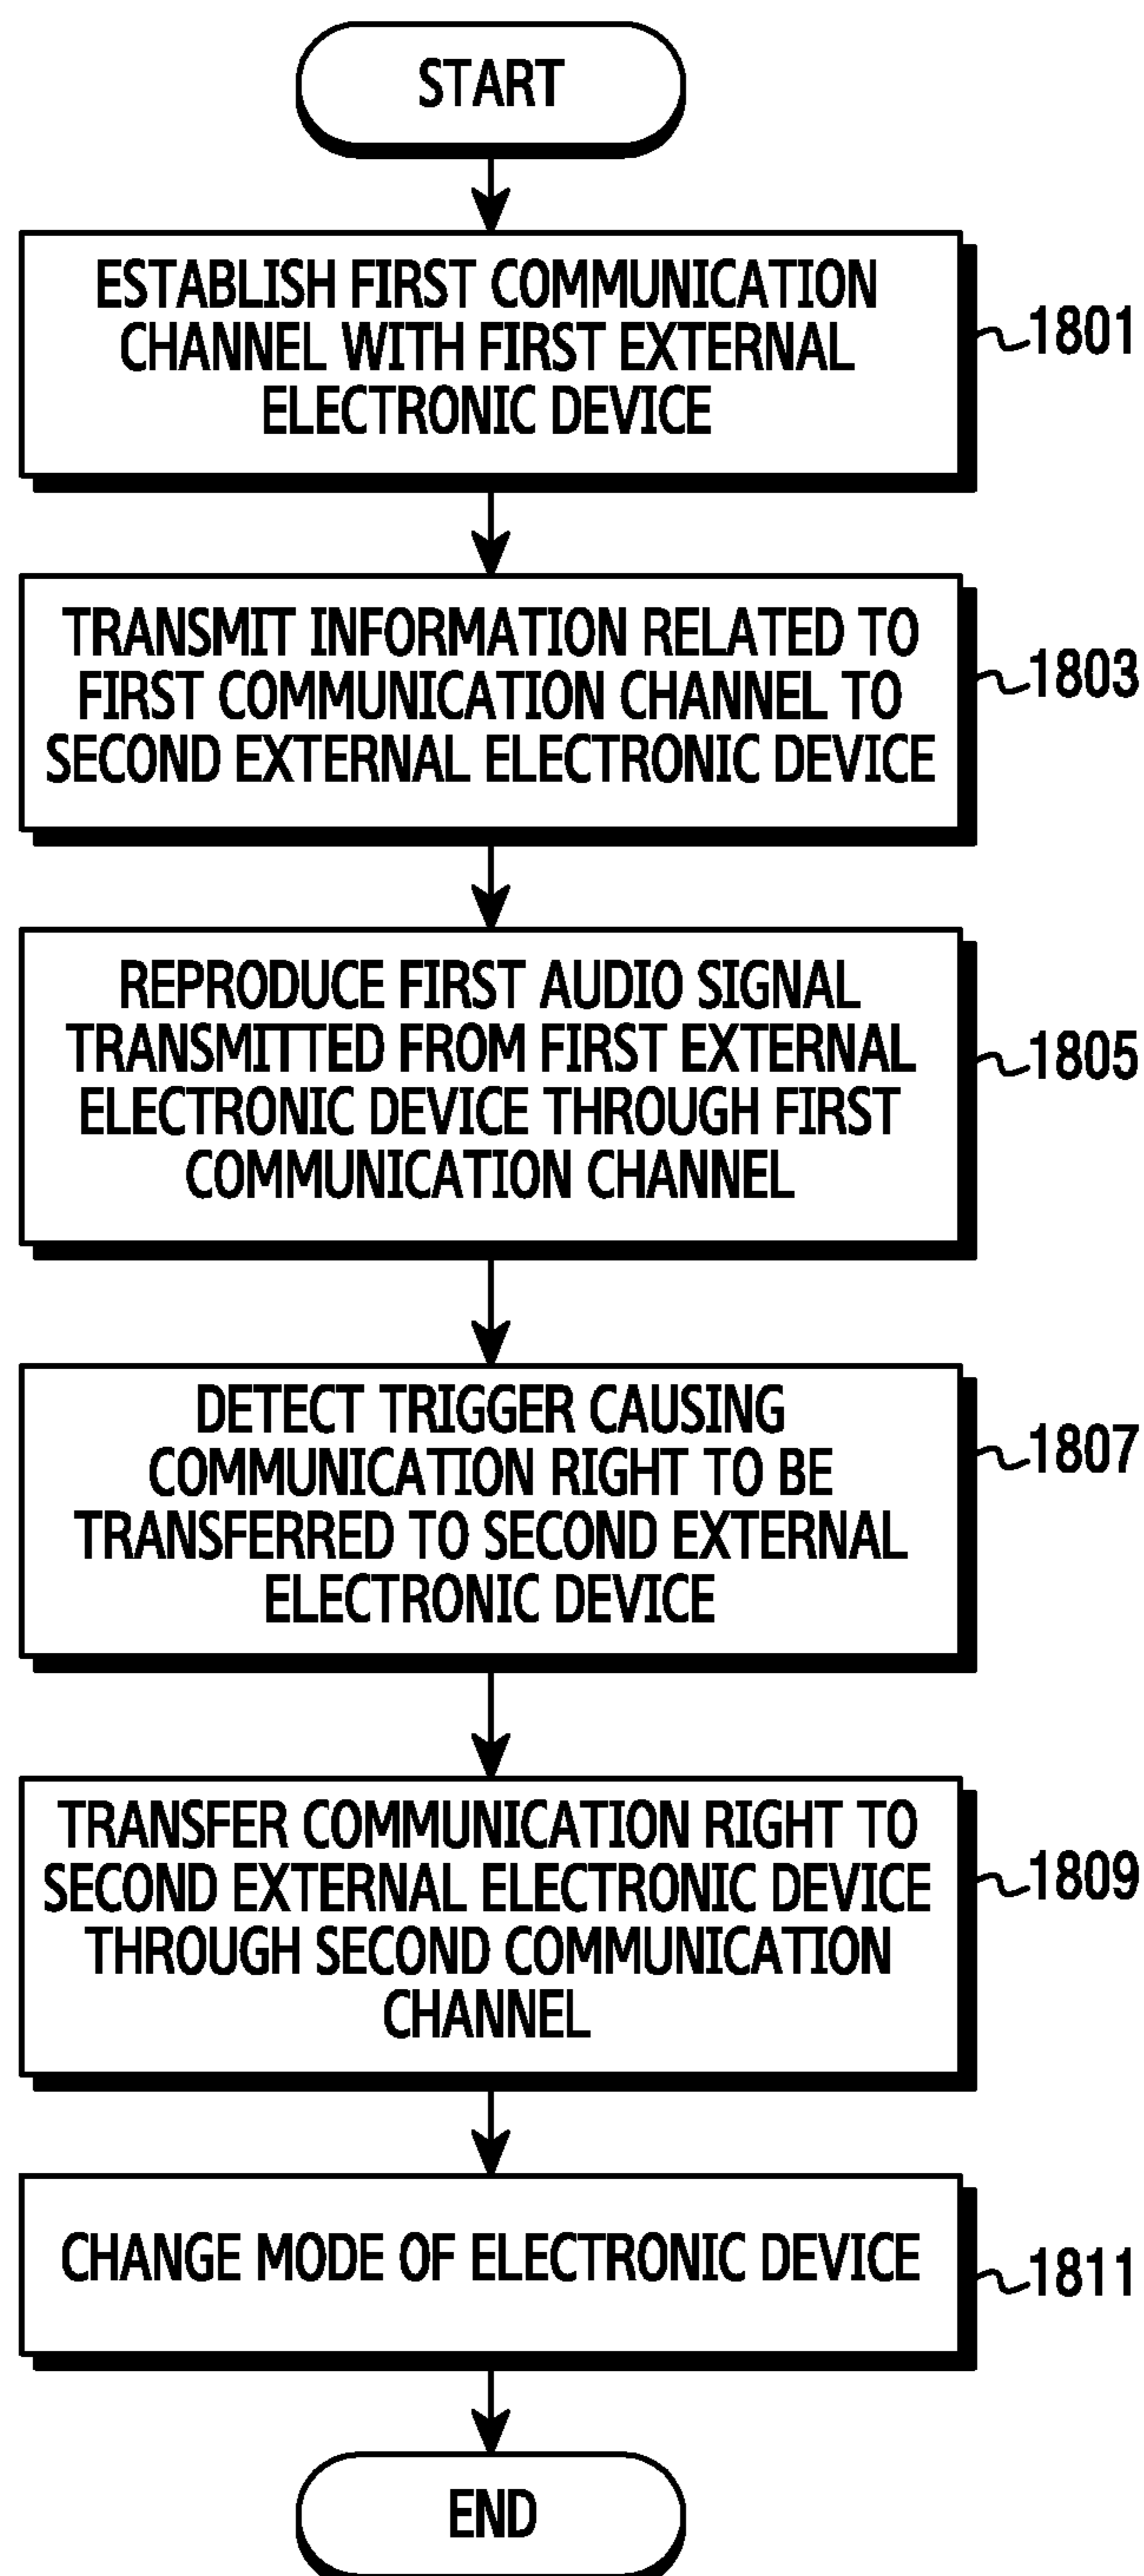 START
ESTABLISH FIRST COMMUNICATION
CHANNEL WITH FIRST EXTERNAL
ELECTRONIC DEVICE
1801
TRANSMIT INFORMATION RELATED TO
FIRST COMMUNICATION CHANNEL TO
SECOND EXTERNAL ELECTRONIC DEVICE
1803
REPRODUCE FIRST AUDIO SIGNAL
TRANSMITTED FROM FIRST EXTERNAL
ELECTRONIC DEVICE THROUGH FIRST
COMMUNICATION CHANNEL
1805
DETECT TRIGGER CAUSING
COMMUNICATION RIGHT TO BE
TRANSFERRED TO SECOND EXTERNAL
ELECTRONIC DEVICE
1807
TRANSFER COMMUNICATION RIGHT TO
SECOND EXTERNAL ELECTRONIC DEVICE
THROUGH SECOND COMMUNICATION
CHANNEL
1809
CHANGE MODE OF ELECTRONIC DEVICE
1811
END